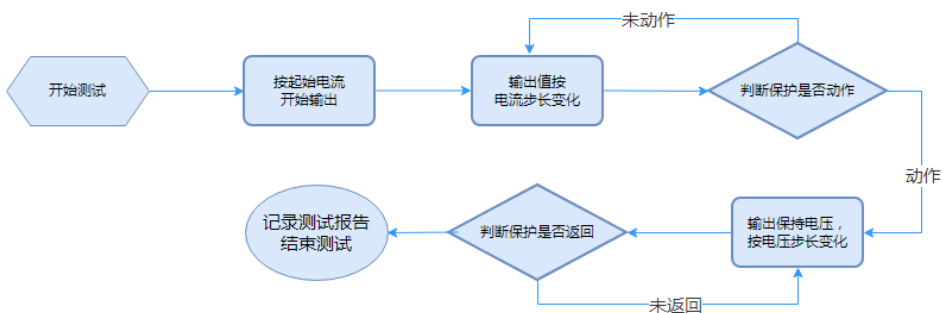 未动作
开始测试
按起始电流
开始输出
输出值按
电流步长变化
判断保护是否动作
动作
记录测试报告
结束测试
判断保护是否返回
输出保持电压，
按电压步长变化
未返回